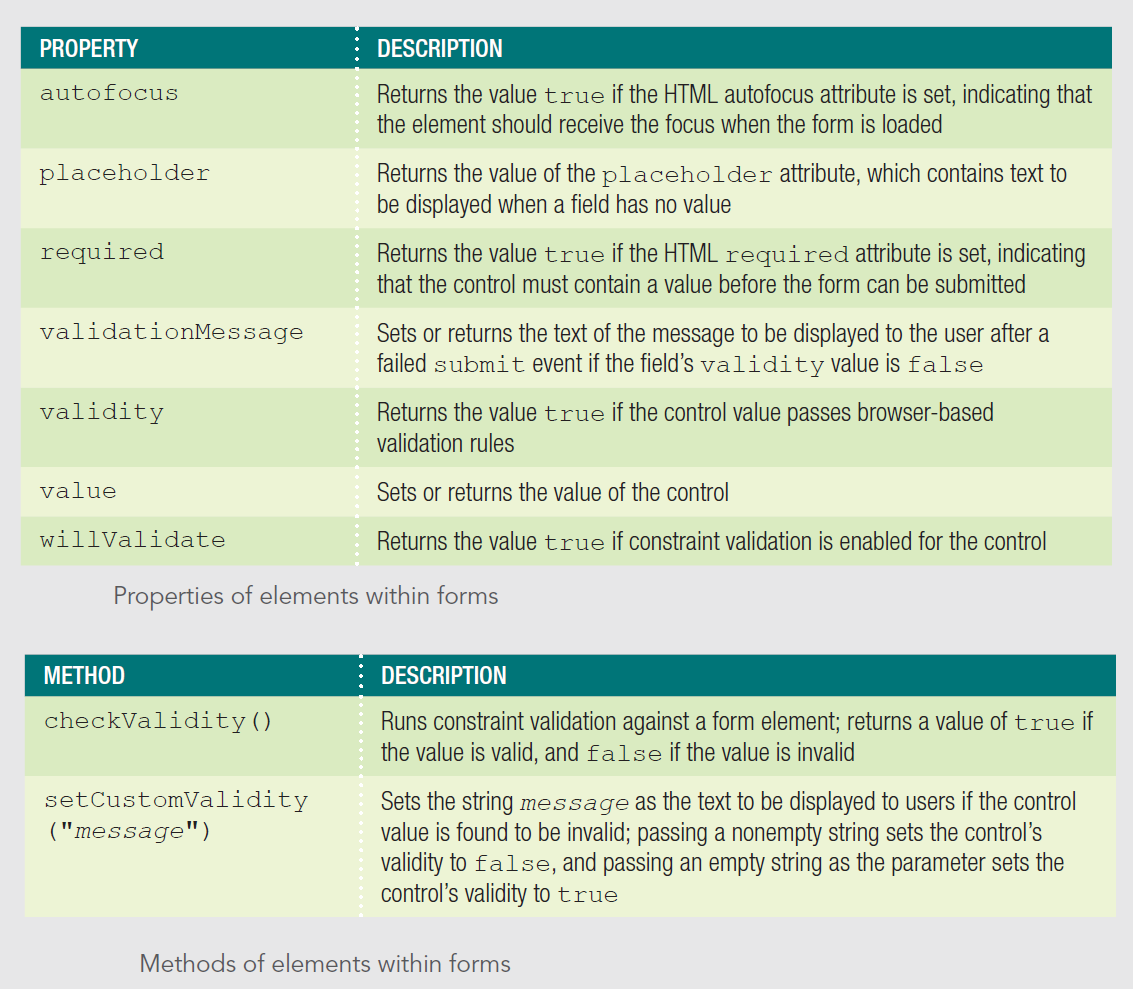 PROPERTY DESCRIPTION
autofocus Returns the value true if the HTML autofocus attribute is set, indicating that
the element should receive the focus when the form is loaded
placeholder Returns the value of the placeholder attribute, which contains text to
be displayed when a field has no value
required Returns the value true if the HTML required attribute is set, indicating
that the control must contain a value before the form can be submitted
validationMessage Sets or returns the text of the message to be displayed to the user after a
failed submit event if the field’s validity value is false
validity Returns the value true if the control value passes browser-based
validation rules
value Sets or returns the value of the control
willValidate Returns the value true if constraint validation is enabled for the control
Properties of elements within forms
METHOD DESCRIPTION
checkValidity() Runs constraint validation against a form element; returns a value of true if
the value is valid, and false if the value is invalid
setCustomValidity Sets the string message as the text to be displayed to users if the control
("message") value is found to be invalid; passing a nonempty string sets the control’s
validity to false, and passing an empty string as the parameter sets the
control’s validity to true
Methods of elements within forms